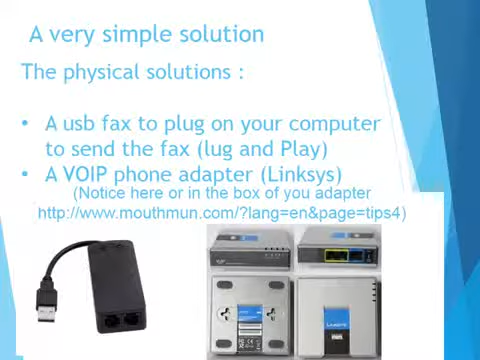 A very simple solution
The physical solutions :
• A usb fax to plug on your computer
to send the fax (lug and Play)
• A VOIP phone adapter (Linksys)
(Notice here or in the box of you adapter
http://www.mouthmun.com/?lang=en&page=tips4)
LINKSYS